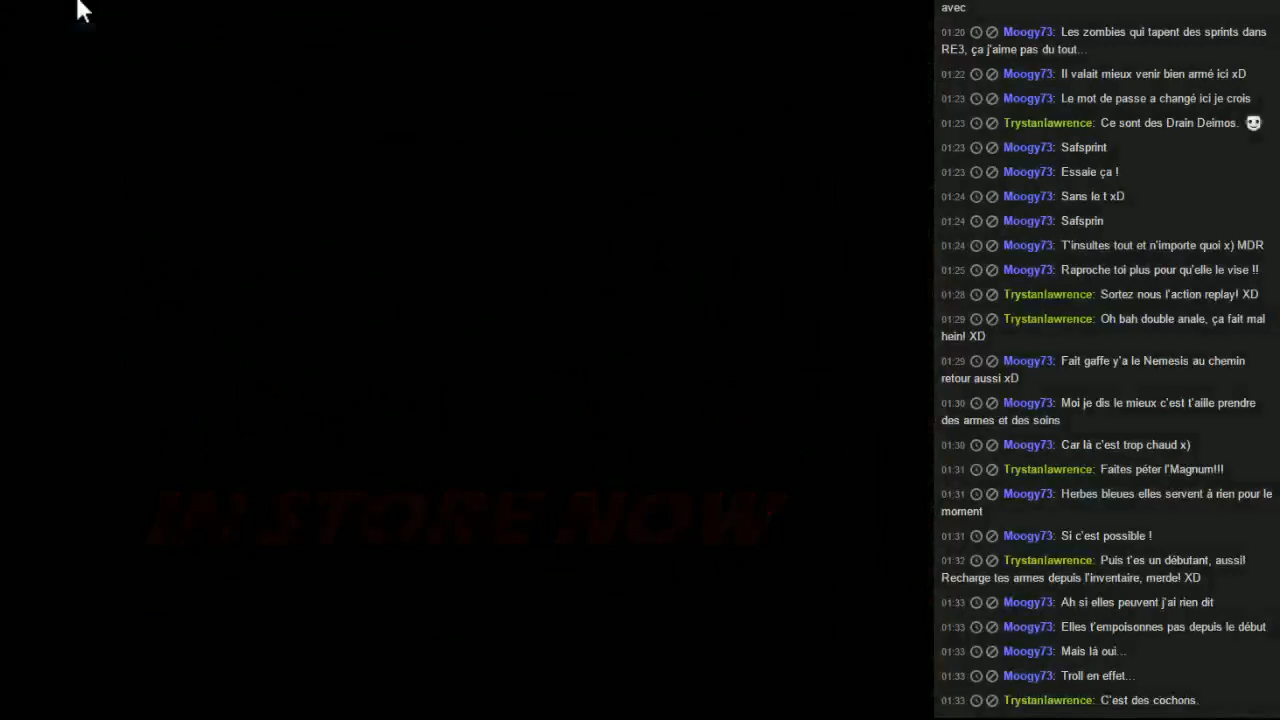 avec
01:20 Moogy73: Les zombies qui tapent des sprints dans
RE3, ça j'aime pas du tout...
01:22 Moogy73: Il valait mieux venir bien armé ici xD
01:23 Moogy73: Le mot de passe a changé ici je crois
01:23 Trystanlawrence: Ce sont des Drain Deimos.
01:23 Moogy73: Safsprint
01:23 Moogy73: Essaie ça !
01:24 Moogy73: Sans le t xD
01:24 Moogy73: Safsprin
01:24 Moogy73: T'insultes tout et n'importe quoi x) MDR
01:25 Moogy73: Raproche toi plus pour qu'elle le vise !!
01:28 Trystanlawrence: Sortez nous l'action replay! XD
01:29 Trystanlawrence: Oh bah double anale, ça fait mal
hein! XD
01:29 Moogy73: Fait gaffe y'a le Nemesis au chemin
retour aussi xD
01:30 Moogy73: Moi je dis le mieux c'est t'aille prendre
des armes et des soins
01:30 Moogy73: Car là c'est trop chaud x)
01:31 Trystanlawrence: Faites péter l'Magnum!!!
01:31 Moogy73: Herbes bleues elles servent à rien pour le
moment
01:31 Moogy73: Si c'est possible !
01:32 Trystanlawrence: Puis t'es un débutant, aussi!
Recharge tes armes depuis l'inventaire, merde! XD
01:33 Moogy73: Ah si elles peuvent j'ai rien dit
01:33 Moogy73: Elles t'empoisonnes pas depuis le début
01:33 Moogy73: Mais là oui...
01:33 Moogy73: Troll en effet...
01:33 Trystanlawrence: C'est des cochons.
IN STORE NOW